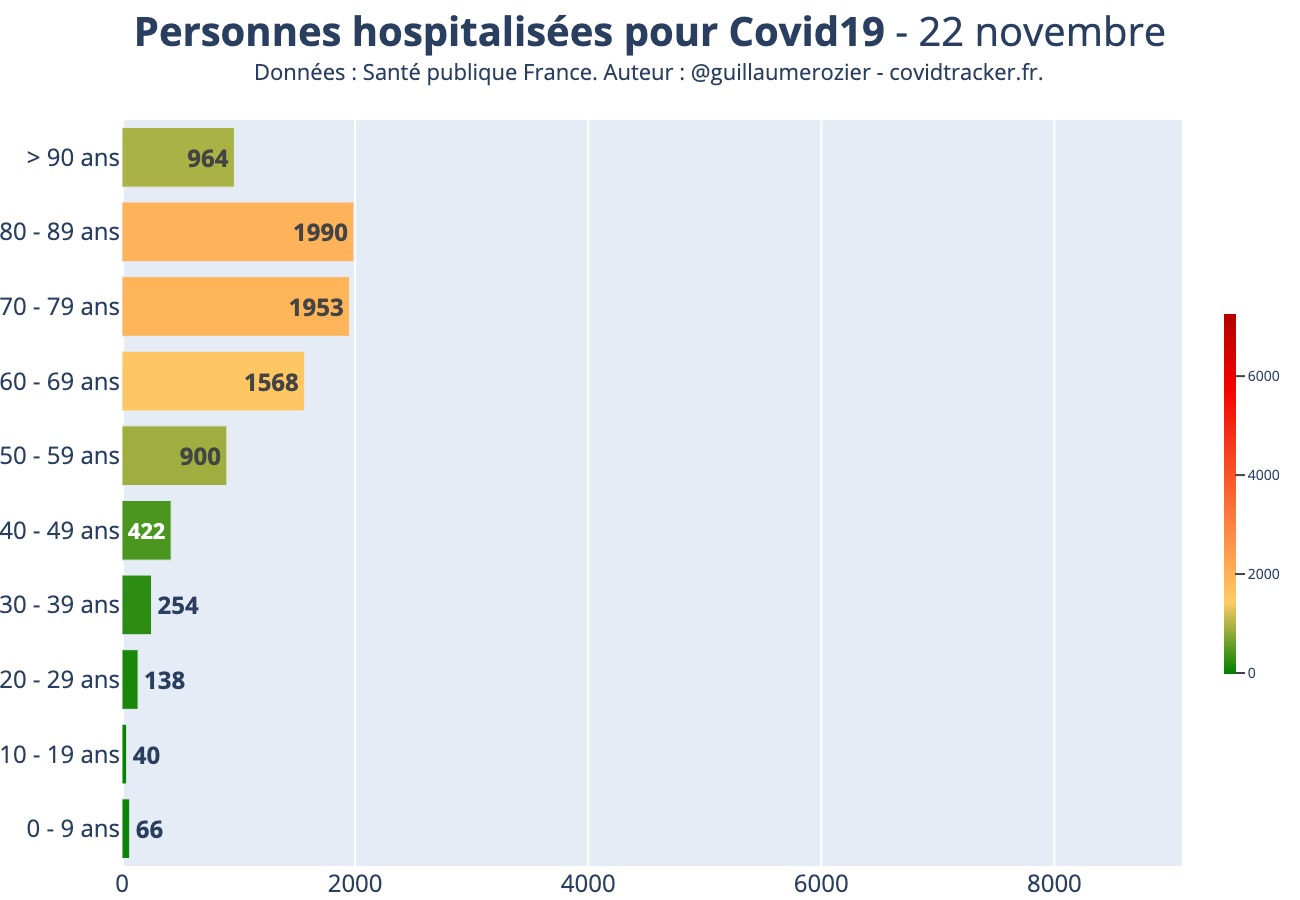 Personnes hospitalisées pour Covid19 - 22 novembre
Données : Santé publique France. Auteur : @guillaumerozier - covidtracker.fr.
> 90 ans 964
80 - 89 ans 1990
70 - 79 ans 1953
60 - 69 ans 1568
50 - 59 ans 900
40 - 49 ans 422
30 - 39 ans 254
20 - 29 ans 138
10 - 19 ans 40
0 - 9 ans 66
0 2000 4000 6000 8000
6000
4000
2000
0